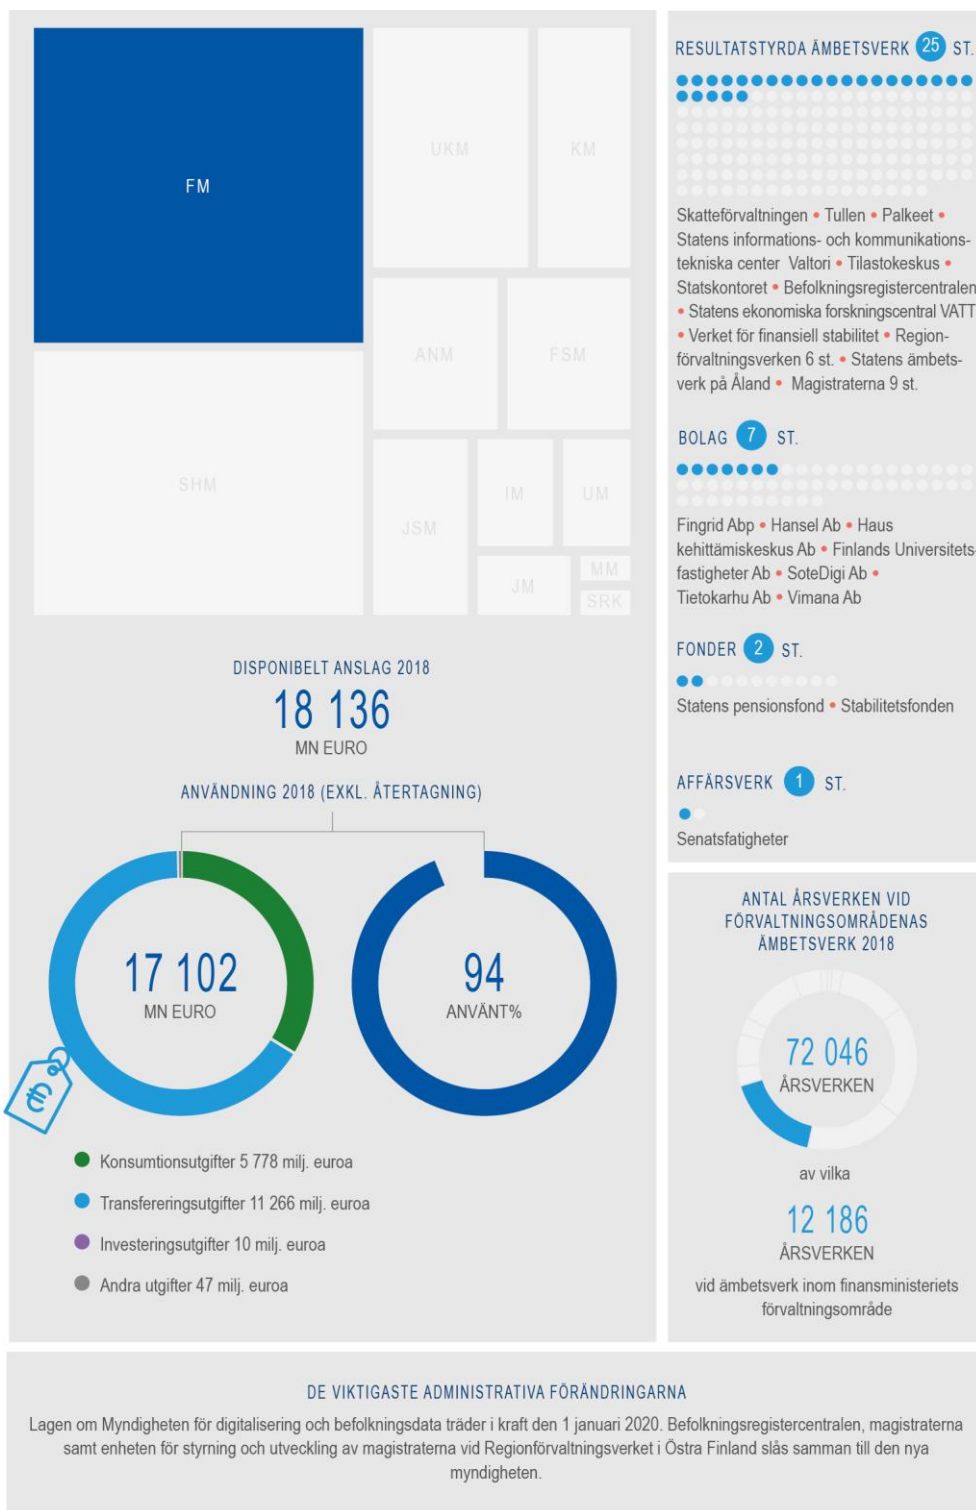 FM
UKM
KM
ANM
FSM
SHM
JSM
IM
UM
JM
MM
SRK
DISPONIBELT ANSLAG 2018
18 136
MN EURO
ANVÄNDNING 2018 (EXKL. ÅTERTAGNING)
17 102
MN EURO
94
ANVÄNT%
€
Konsumtionsutgifter 5 778 milj. euroa
Transfereringsutgifter 11 266 milj. euroa
Investeringsutgifter 10 milj. euroa
Andra utgifter 47 milj. euroa
RESULTATSTYRDA ÄMBETSVERK 25 ST.
Skatteförvaltningen • Tullen • Palkeet •
Statens informations- och kommunikations-
tekniska center Valtori • Tilastokeskus •
Statskontoret • Befolkningsregistercentralen
• Statens ekonomiska forskningscentral VATT
• Verket för finansiell stabilitet • Region-
förvaltningsverken 6 st. • Statens ämbets-
verk på Åland • Magistraterna 9 st.
BOLAG 7 ST.
Fingrid Abp • Hansel Ab • Haus
kehittämiskeskus Ab • Finlands Universitets-
fastigheter Ab • SoteDigi Ab •
Tietokarhu Ab • Vimana Ab
FONDER 2 ST.
Statens pensionsfond • Stabilitetsfonden
AFFÄRSVERK 1 ST.
Senatsfatigheter
ANTAL ÅRSVERKEN VID
FÖRVALTNINGSOMRÅDENAS
ÄMBETSVERK 2018
72 046
ÅRSVERKEN
av vilka
12 186
ÅRSVERKEN
vid ämbetsverk inom finansministeriets
förvaltningsområde
DE VIKTIGASTE ADMINISTRATIVA FÖRÄNDRINGARNA
Lagen om Myndigheten för digitalisering och befolkningsdata träder i kraft den 1 januari 2020. Befolkningsregistercentralen, magistraterna
samt enheten för styrning och utveckling av magistraterna vid Regionförvaltningsverket i Östra Finland slås samman till den nya
myndigheten.